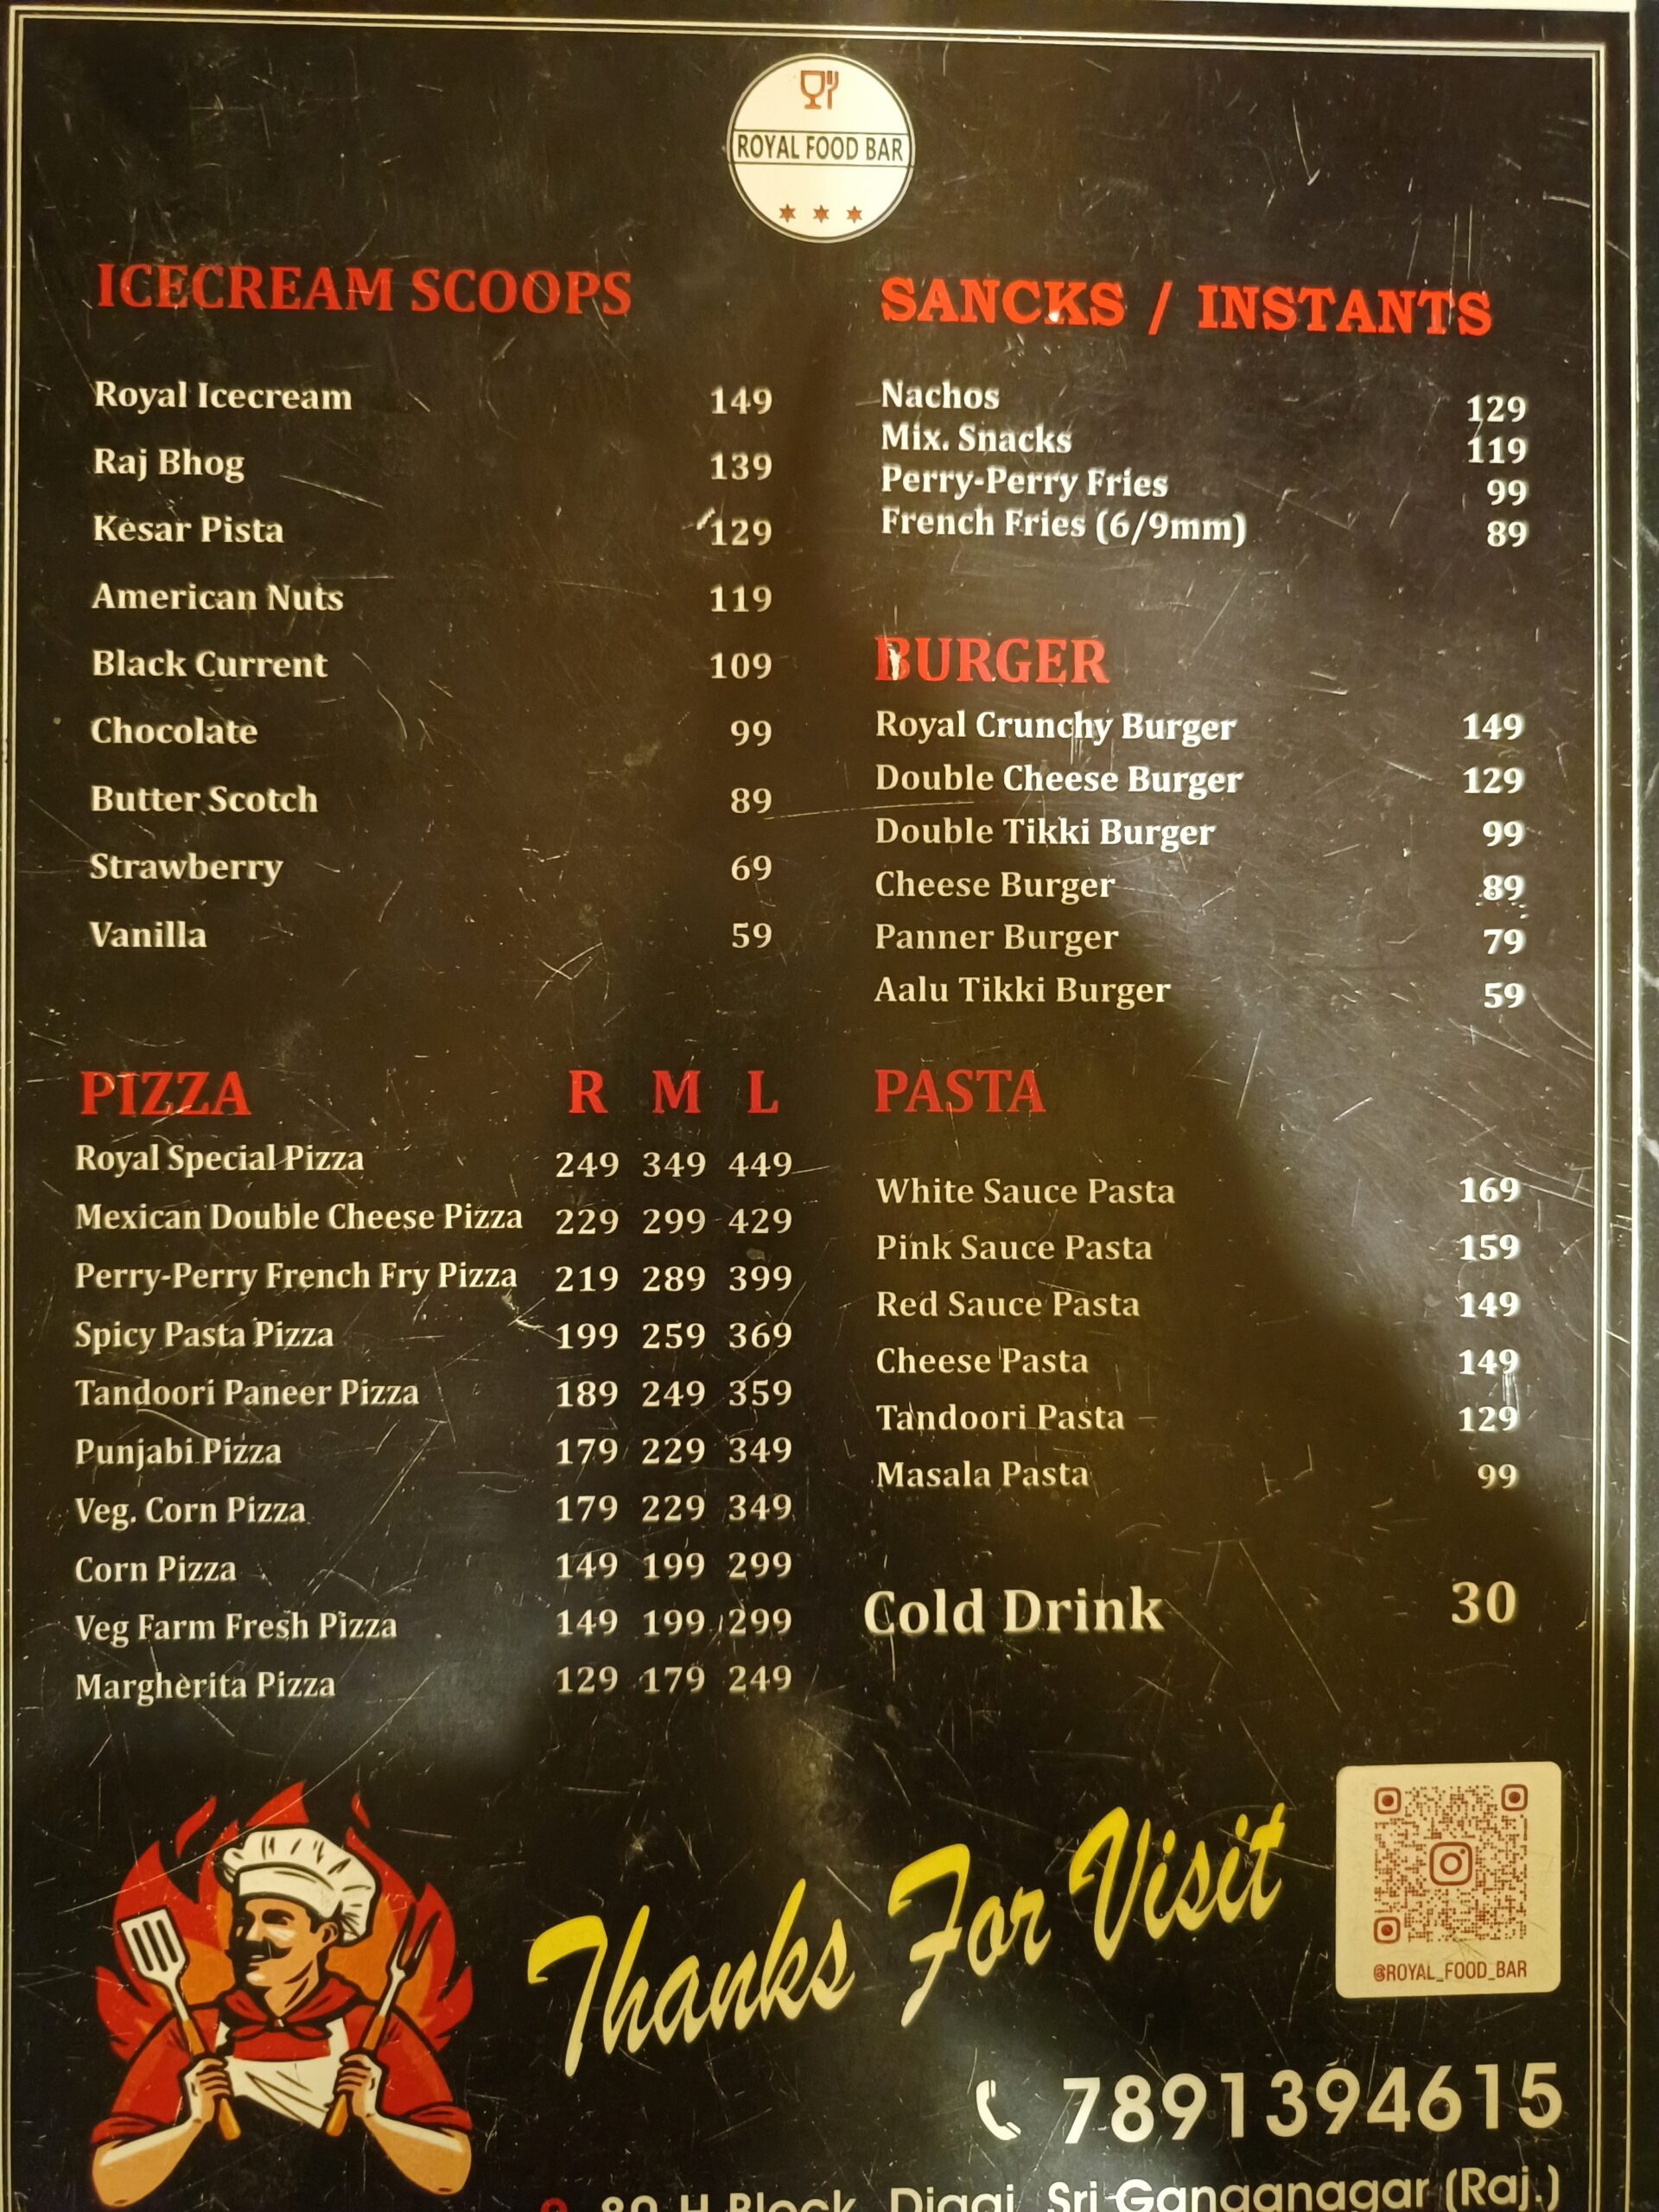 ROYAL FOOD BAR
ICECREAM SCOOPS
Royal Icecream 149
Raj Bhog 139
Kesar Pista 129
American Nuts 119
Black Current 109
Chocolate 99
Butter Scotch 89
Strawberry 69
Vanilla 59
SANCKS / INSTANTS
Nachos 129
Mix. Snacks 119
Perry-Perry Fries 99
French Fries (6/9mm) 89
BURGER
Royal Crunchy Burger 149
Double Cheese Burger 129
Double Tikki Burger 99
Cheese Burger 89
Panner Burger 79
Aalu Tikki Burger 59
PIZZA R M L
Royal Special Pizza 249 349 449
Mexican Double Cheese Pizza 229 299 429
Perry-Perry French Fry Pizza 219 289 399
Spicy Pasta Pizza 199 259 369
Tandoori Paneer Pizza 189 249 359
Punjabi Pizza 179 229 349
Veg. Corn Pizza 179 229 349
Corn Pizza 149 199 299
Veg Farm Fresh Pizza 149 199 299
Margherita Pizza 129 179 249
PASTA
White Sauce Pasta 169
Pink Sauce Pasta 159
Red Sauce Pasta 149
Cheese Pasta 149
Tandoori Pasta 129
Masala Pasta 99
Cold Drink 30
Thanks For Visit
@ROYAL_FOOD_BAR
7891394615
H Block, Diggi, Sri Ganganagar (Raj.)